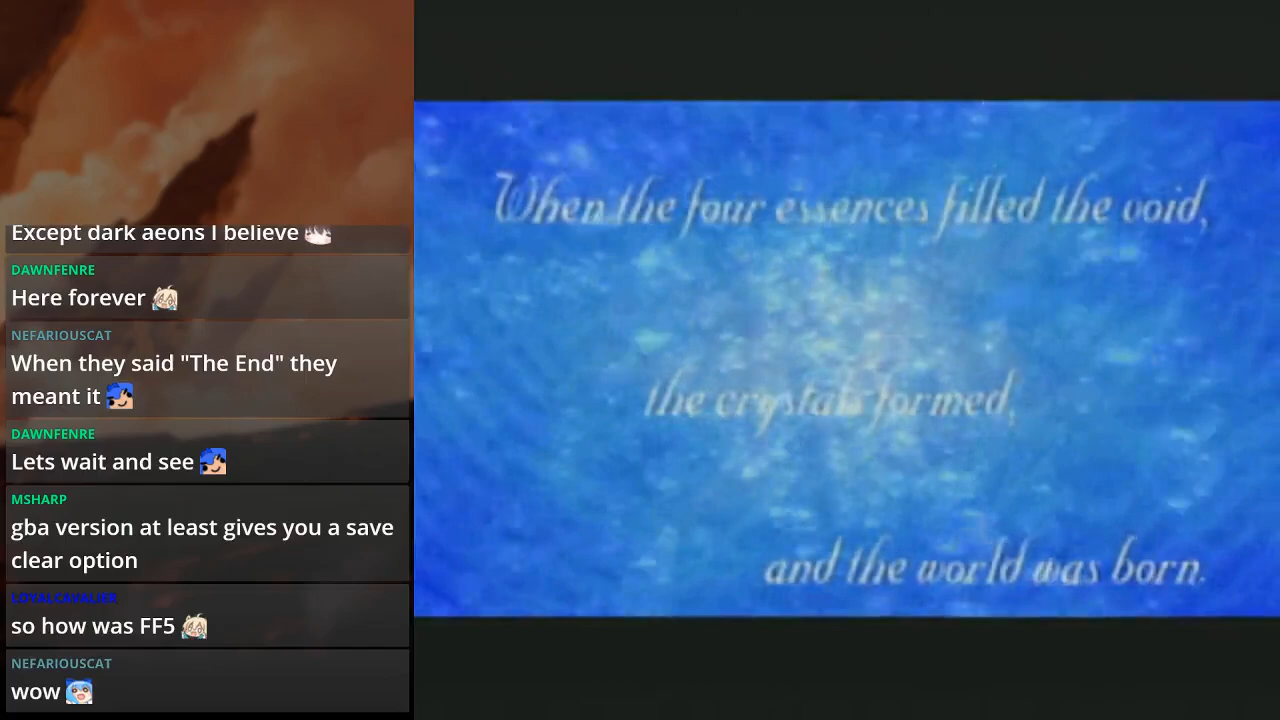 Except dark aeons I believe
DAWNFENRE
Here forever
NEFARIOUSCAT
When they said "The End" they
meant it
DAWNFENRE
Lets wait and see
MSHARP
gba version at least gives you a save
clear option
LOYALCAVALIER
so how was FF5
NEFARIOUSCAT
wow
When the four essences filled the void,
the crystals formed,
and the world was born.